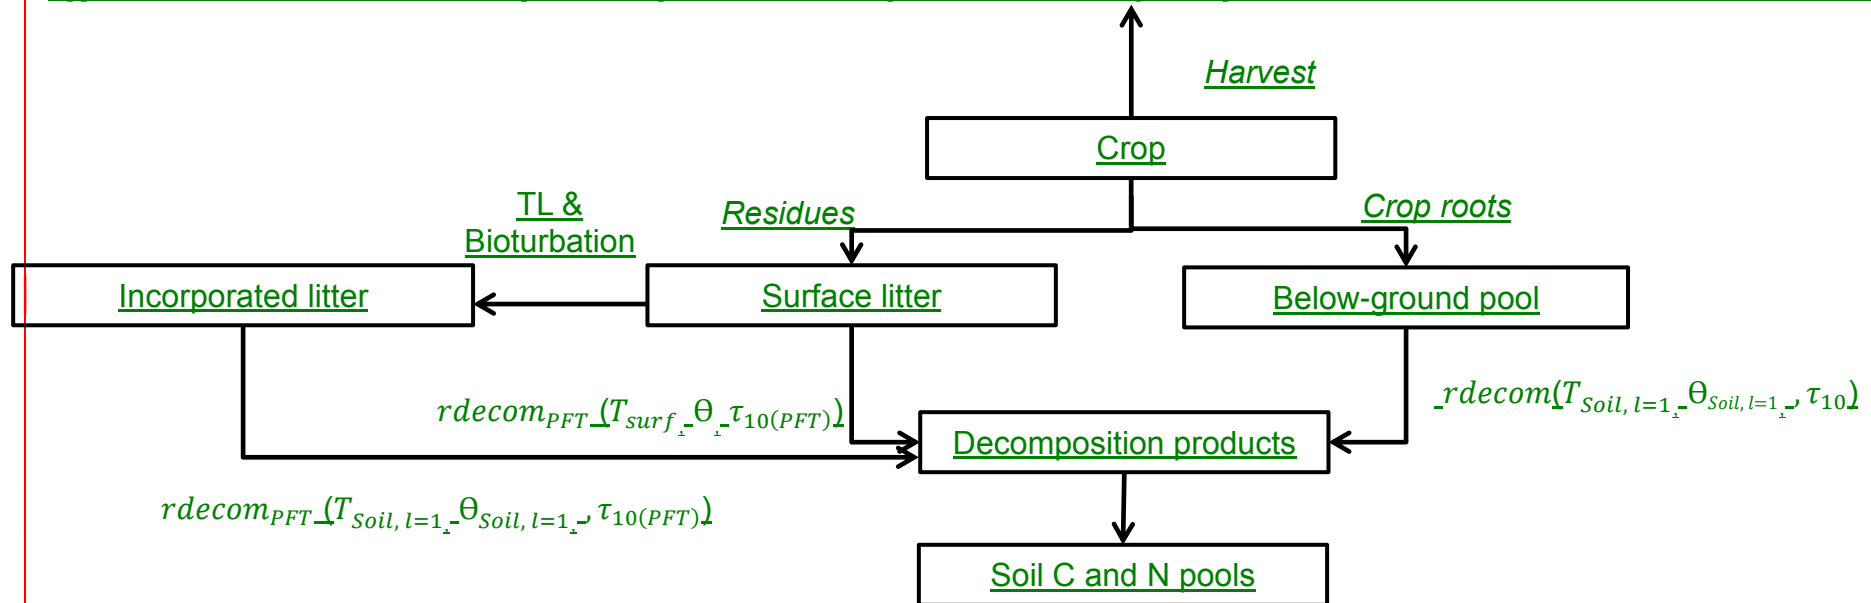 Harvest
Crop
TL &
Bioturbation
Residues
Crop roots
Incorporated litter
Surface litter
Below-ground pool
rdecom_PFT (T_surf, Θ, τ_10(PFT))
rdecom(T_Soil, l=1, Θ_Soil, l=1, , τ_10)
Decomposition products
rdecom_PFT (T_Soil, l=1, Θ_Soil, l=1, , τ_10(PFT))
Soil C and N pools